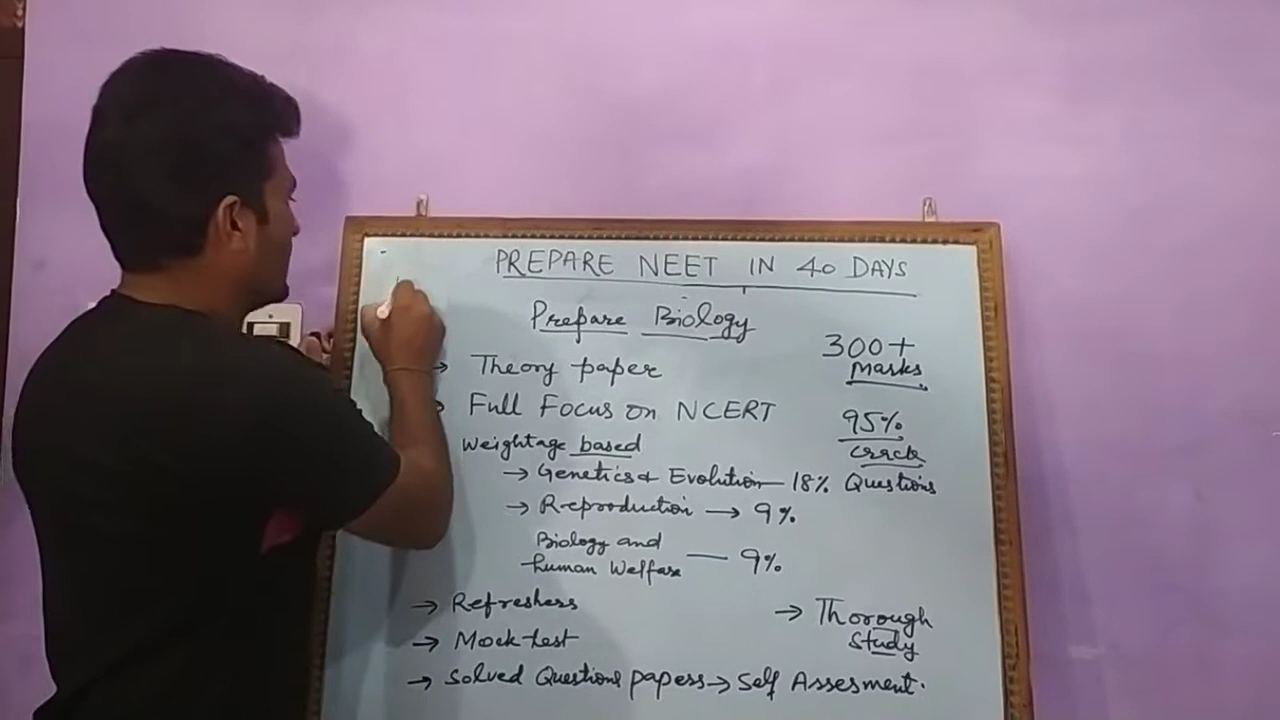 PREPARE NEET IN 40 DAYS
Prepare Biology
300+
Marks
→ Theory paper
Full Focus on NCERT
95%
crack
Weightage based
→ Genetics & Evolution — 18% Questions
→ Reproduction → 9%
Biology and
human Welfare — 9%
→ Refreshers
→ Thorough
Study
→ Mock test
→ Solved Questions papers → Self Assesment.